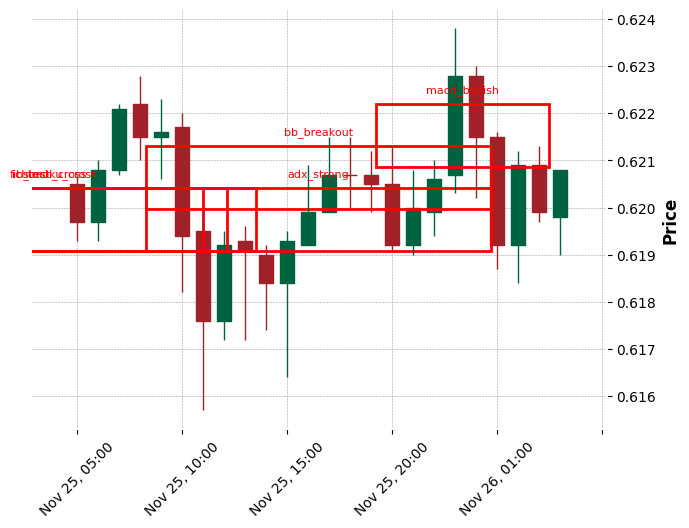 0.624
0.623
macd_bullish
0.622
bb_breakout
0.621
adx_strong
0.620
0.619
0.618
0.617
0.616
Price
Nov 25, 05:00
Nov 25, 10:00
Nov 25, 15:00
Nov 25, 20:00
Nov 26, 01:00